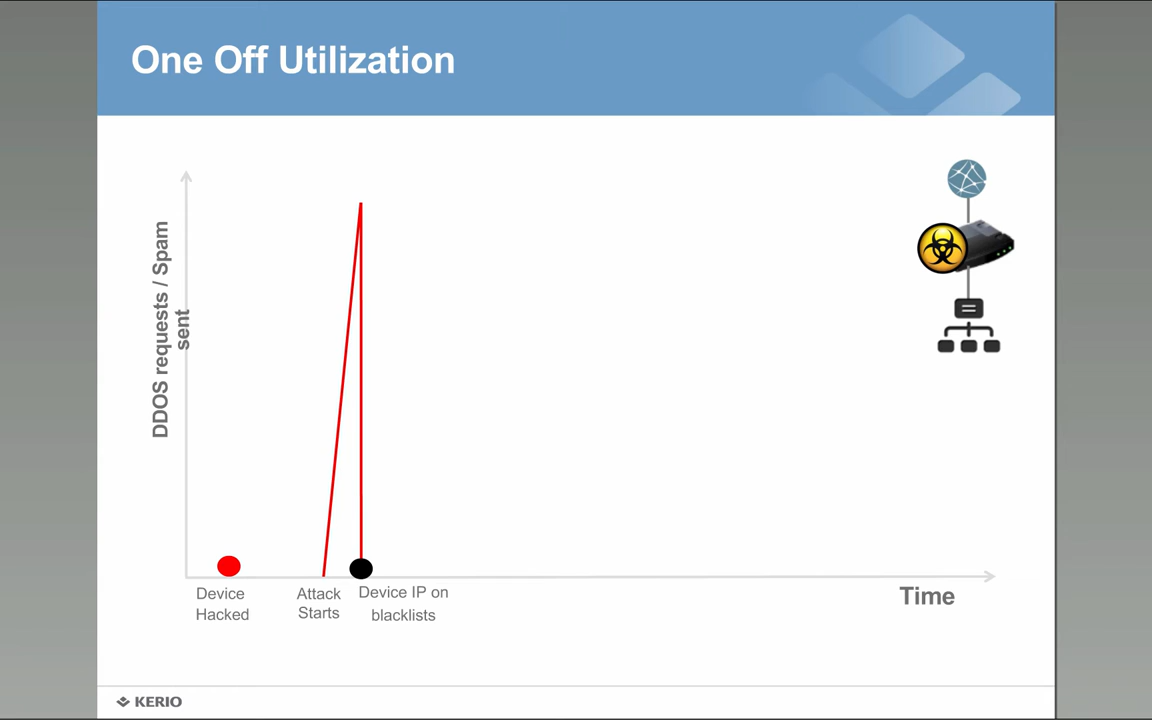 One Off Utilization
DDOS requests / Spam
sent
Device
Hacked
Attack
Starts
Device IP on
blacklists
Time
KERIO